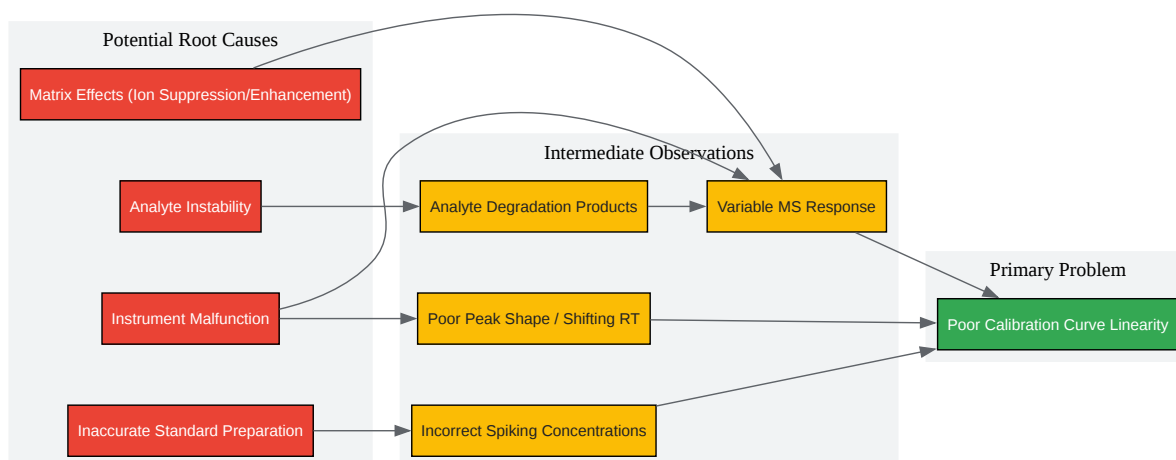 Potential Root Causes
Matrix Effects (Ion Suppression/Enhancement)
Intermediate Observations
Analyte Instability
Analyte Degradation Products
Variable MS Response
Primary Problem
Instrument Malfunction
Poor Peak Shape / Shifting RT
Poor Calibration Curve Linearity
Inaccurate Standard Preparation
Incorrect Spiking Concentrations